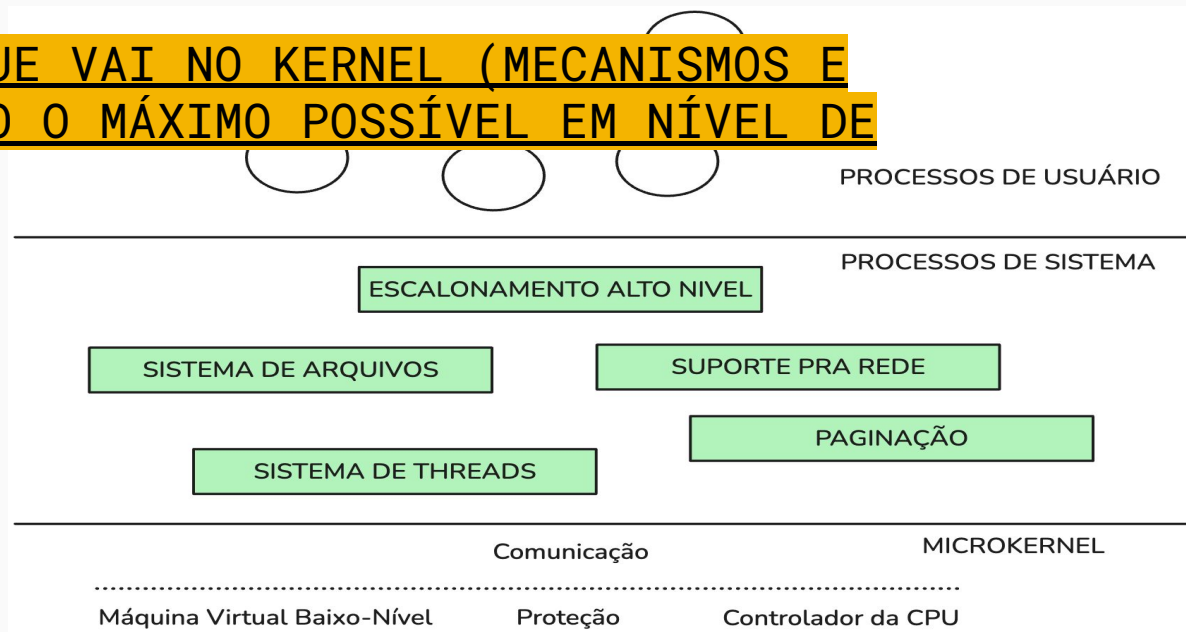 UE VAI NO KERNEL (MECANISMOS E
O O MÁXIMO POSSÍVEL EM NÍVEL DE
PROCESSOS DE USUÁRIO
PROCESSOS DE SISTEMA
ESCALONAMENTO ALTO NIVEL
SISTEMA DE ARQUIVOS
SUPORTE PRA REDE
PAGINAÇÃO
SISTEMA DE THREADS
MICROKERNEL
Comunicação
Máquina Virtual Baixo-Nível
Proteção
Controlador da CPU